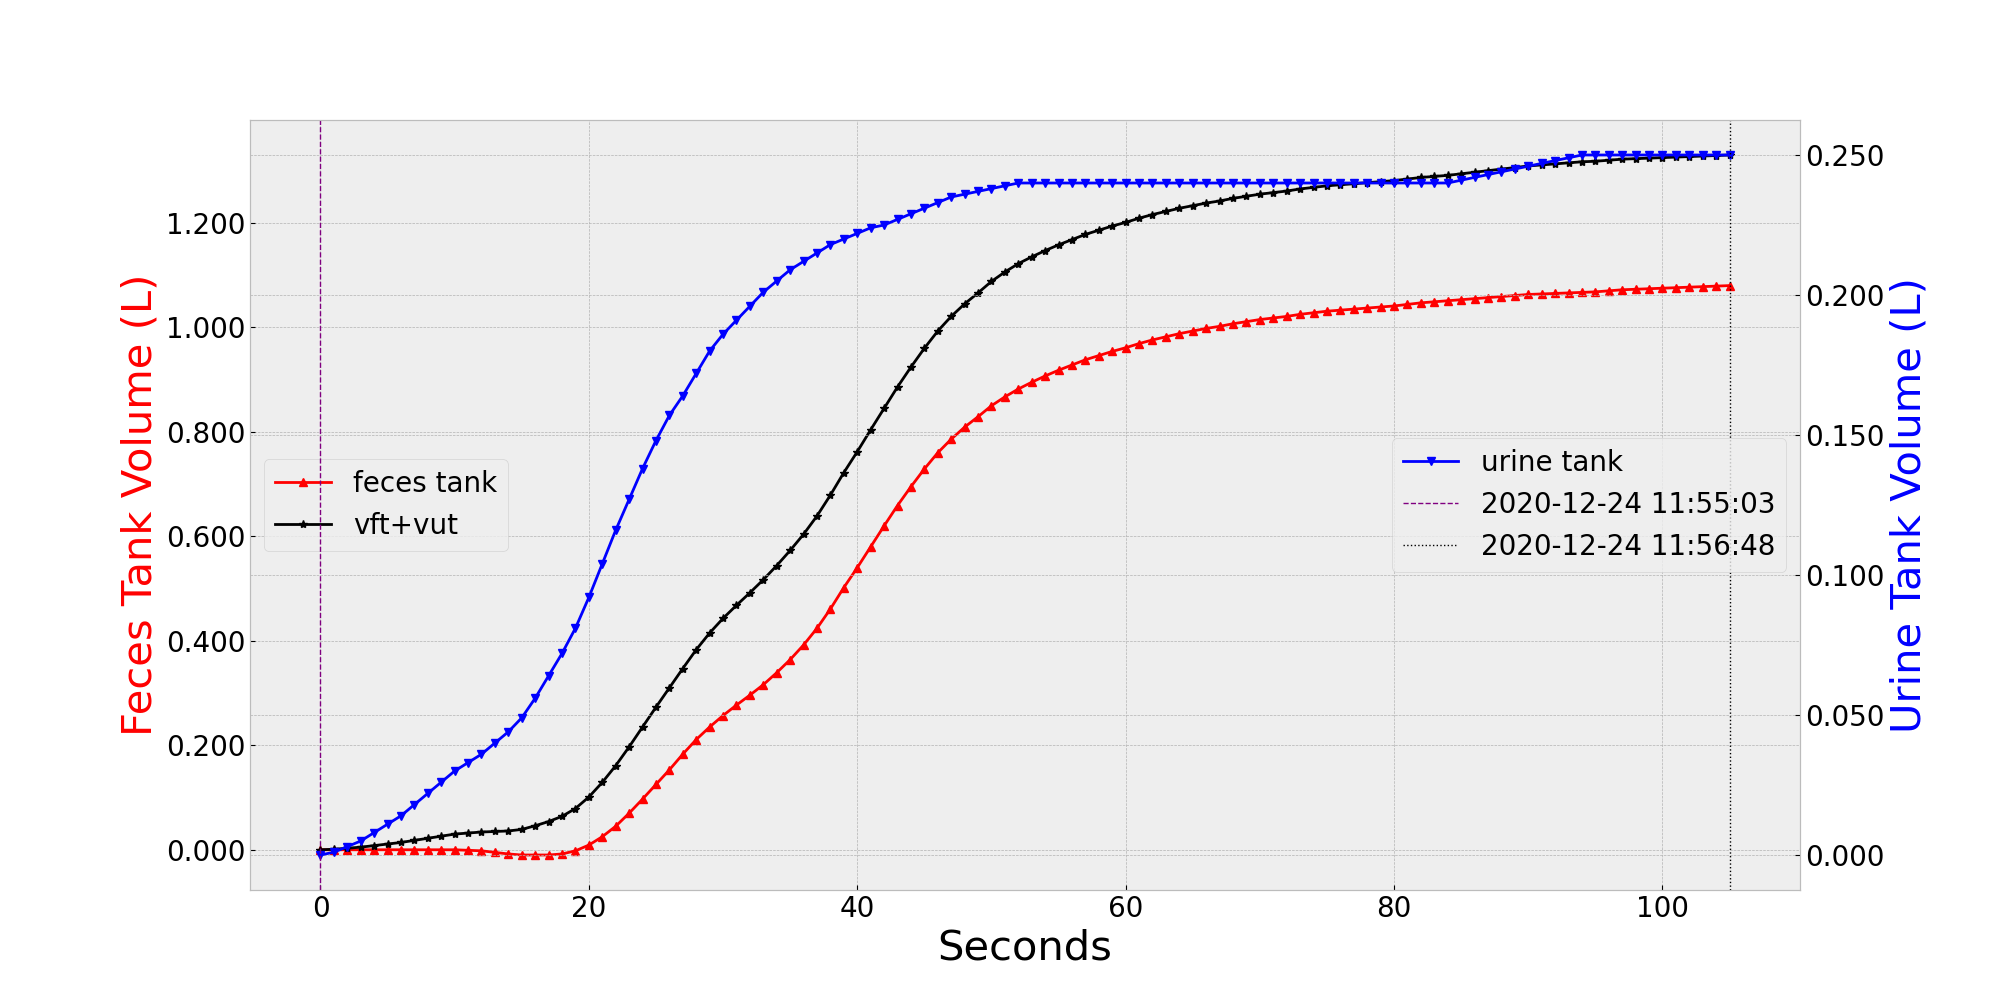 Feces Tank Volume (L)
1.200
1.000
0.800
0.600
0.400
0.200
0.000
feces tank
vft+vut
0 20 40 60 80 100
Seconds
urine tank
2020-12-24 11:55:03
2020-12-24 11:56:48
0.250
0.200
0.150
0.100
0.050
0.000
Urine Tank Volume (L)